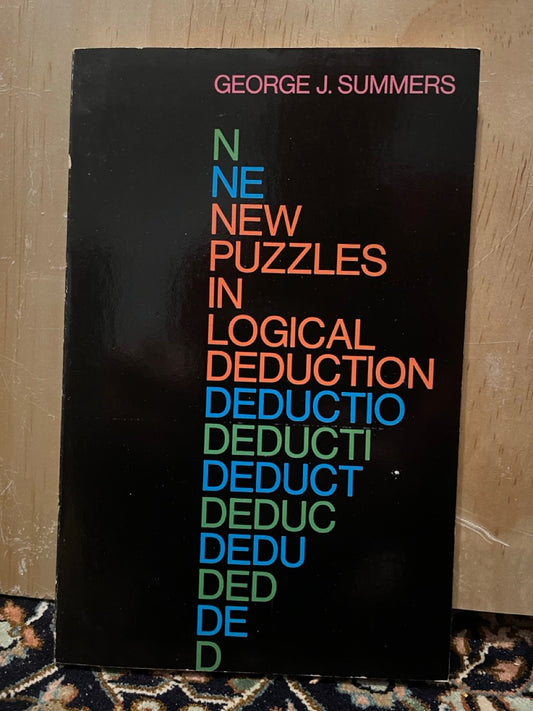 GEORGE J. SUMMERS
N
NE
NEW
PUZZLES
IN
LOGICAL
DEDUCTION
DEDUCTIO
DEDUCTI
DEDUCT
DEDUC
DEDU
DED
DE
D